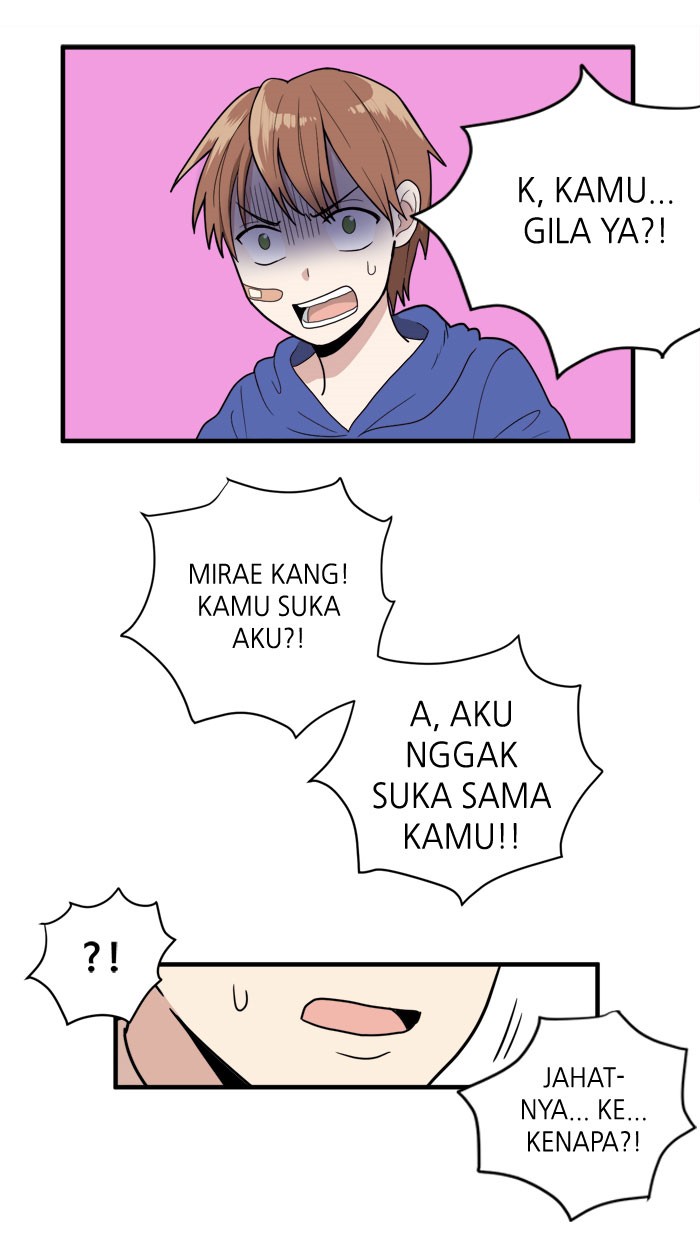 K, KAMU...
GILA YA?!
MIRAE KANG!
KAMU SUKA
AKU?!
A, AKU
NGGAK
SUKA SAMA
KAMU!!
?!
JAHAT-
NYA... KE...
KENAPA?!